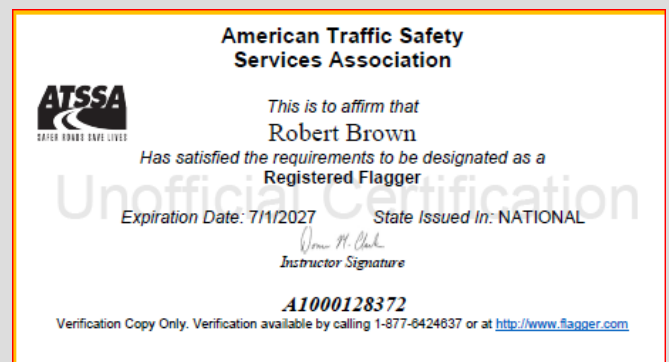 American Traffic Safety
Services Association
ATSSA
SAFER ROADS SAVE LIVES
This is to affirm that
Robert Brown
Has satisfied the requirements to be designated as a
Registered Flagger
Unofficial Certification
Expiration Date: 7/1/2027 State Issued In: NATIONAL
Instructor Signature
A1000128372
Verification Copy Only. Verification available by calling 1-877-6424637 or at http://www.flagger.com